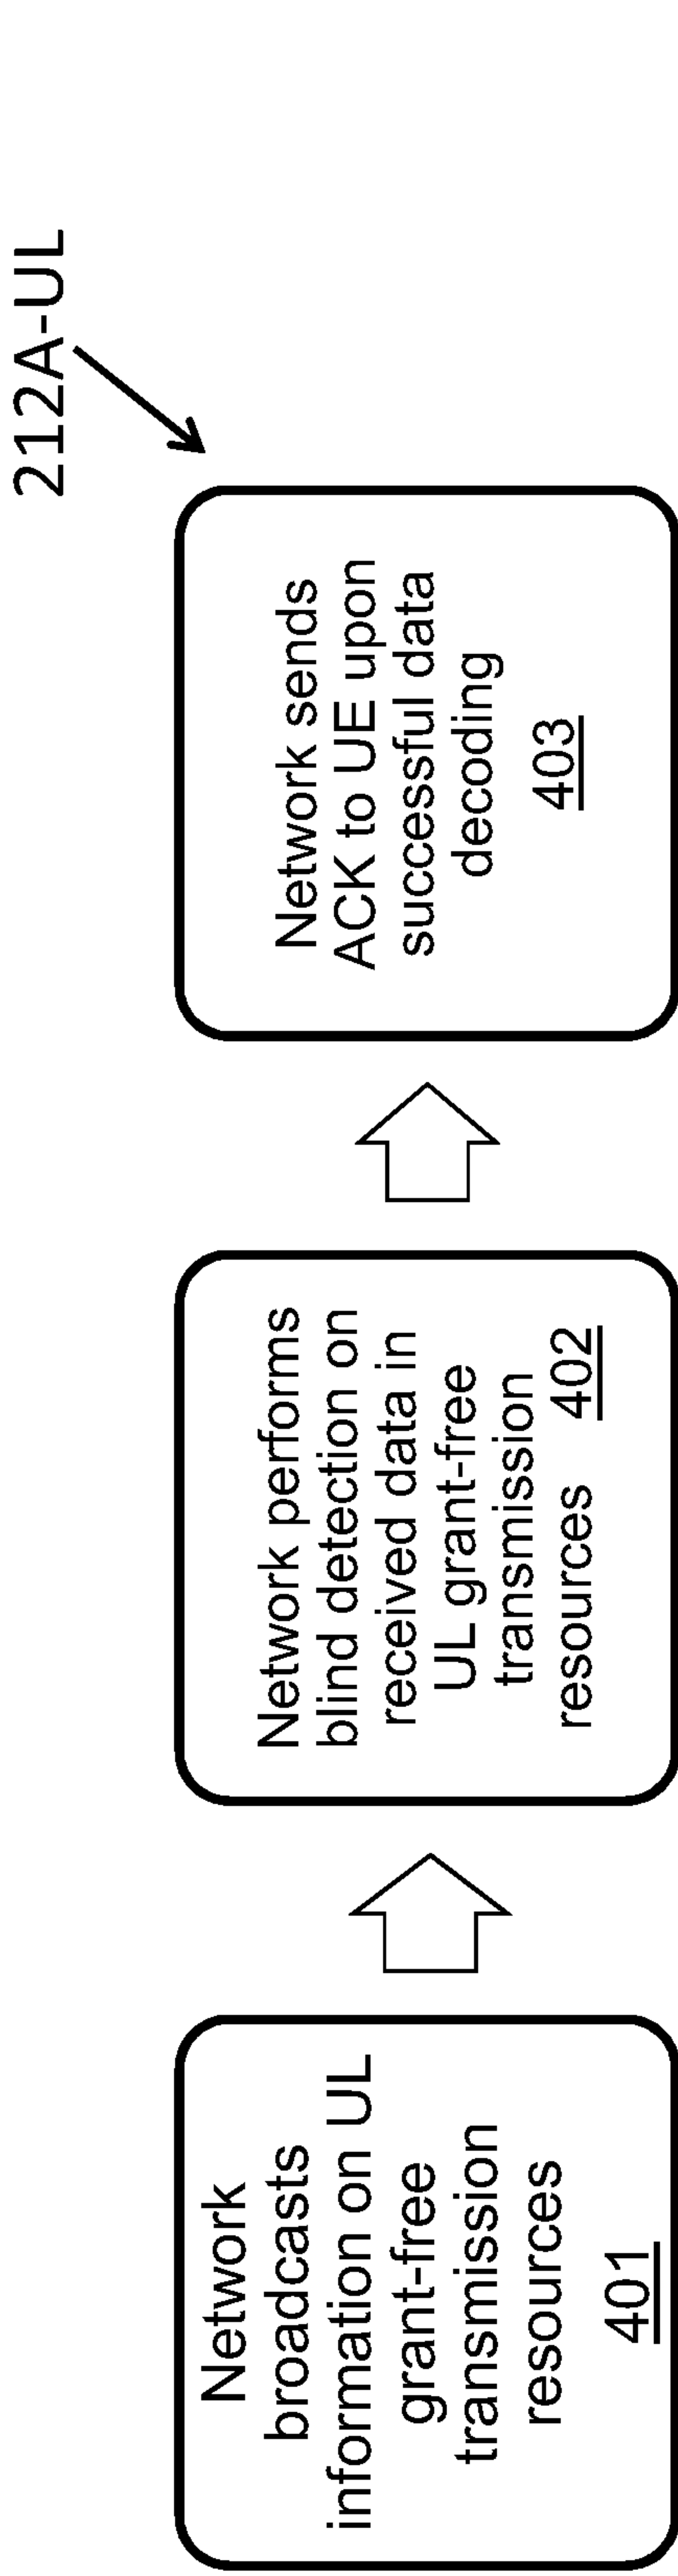 212A-UL
Network
broadcasts
information on UL
grant-free
transmission
resources
401
Network performs
blind detection on
received data in
UL grant-free
transmission
resources 402
Network sends
ACK to UE upon
successful data
decoding
403